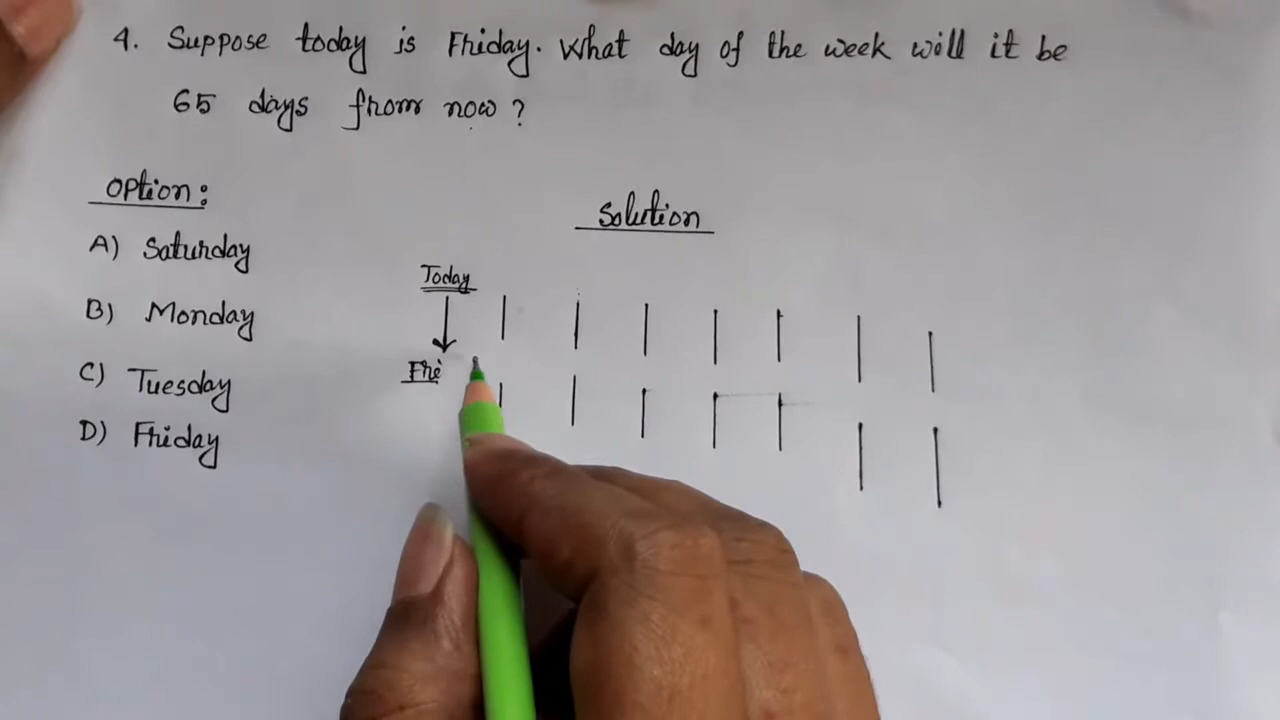 4. Suppose today is Friday. What day of the week will it be
65 days from now?
Option:
A) Saturday
B) Monday
C) Tuesday
D) Friday
Solution
Today
Fri